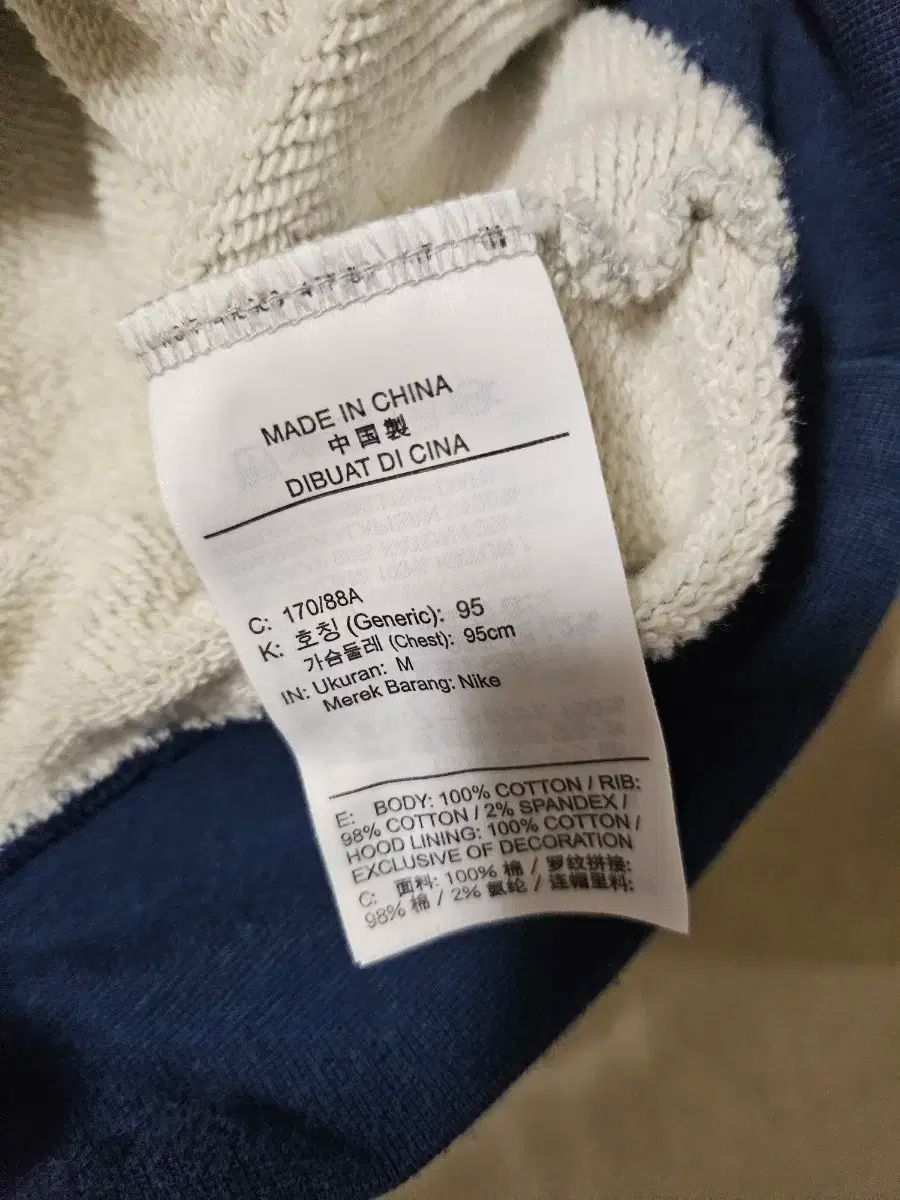 MADE IN CHINA
中国製
DIBUAT DI CINA
C: 170/88A
K: 호칭 (Generic): 95
가슴둘레 (Chest): 95cm
IN: Ukuran: M
Merek Barang: Nike
E: BODY: 100% COTTON / RIB:
98% COTTON / 2% SPANDEX /
HOOD LINING: 100% COTTON /
EXCLUSIVE OF DECORATION
C: 面料: 100% 棉 / 罗纹拼接:
98% 棉 / 2% 氨纶 / 连帽里料: